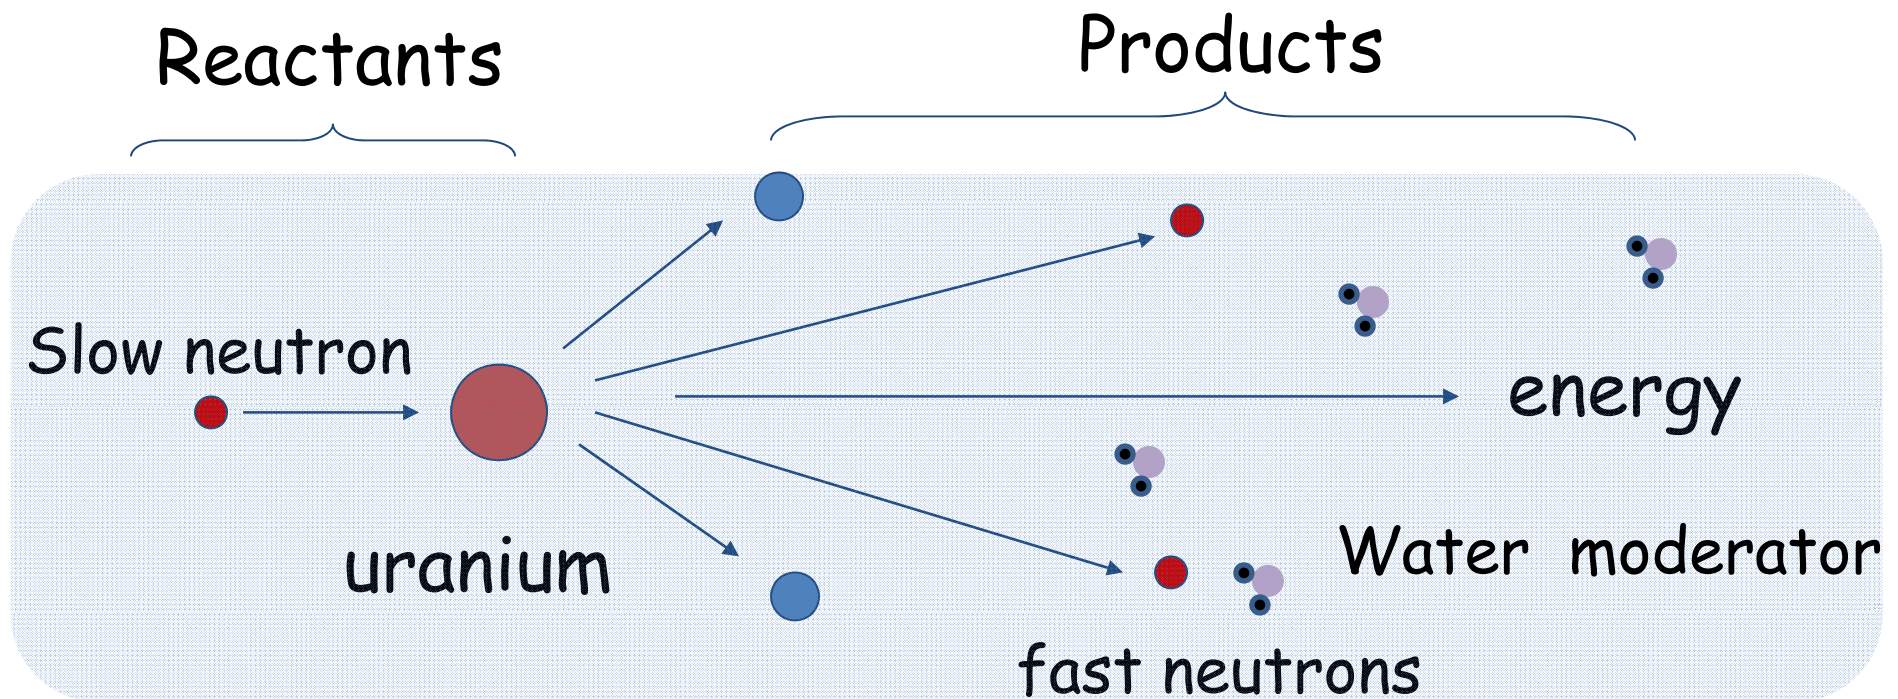 Reactants
Products
Slow neutron
energy
uranium
Water moderator
fast neutrons